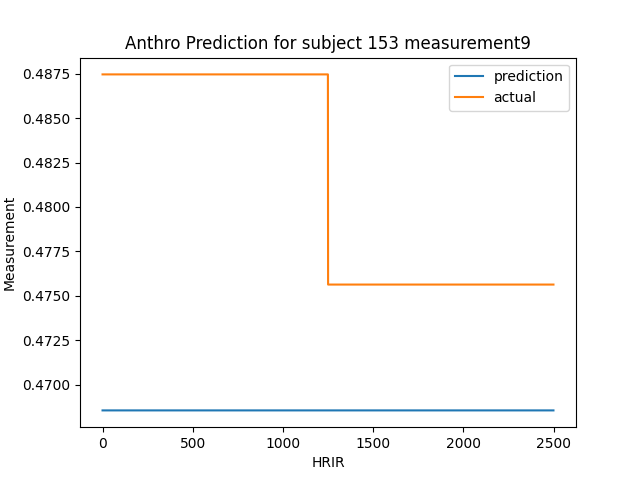 Anthro Prediction for subject 153 measurement9
prediction
actual
0.4875
0.4850
0.4825
0.4800
0.4775
0.4750
0.4725
0.4700
Measurement
0 500 1000 1500 2000 2500
HRIR